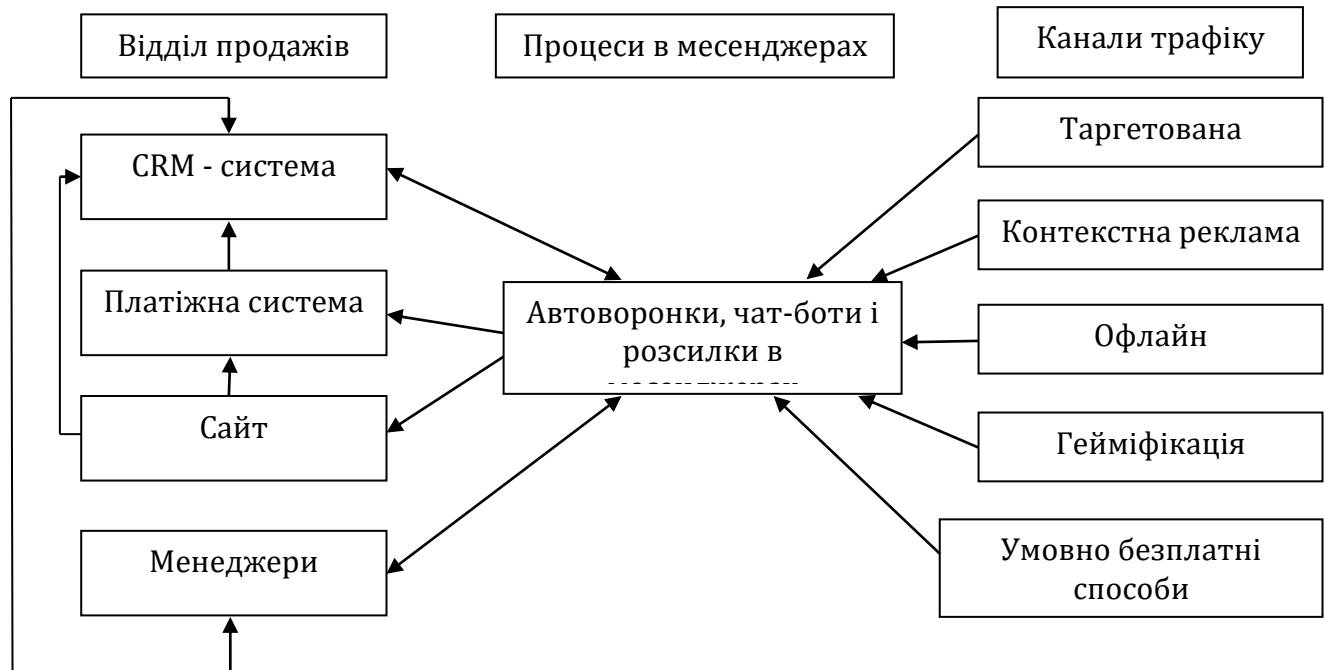 Відділ продажів
Процеси в месенджерах
Канали трафіку
CRM - система
Платіжна система
Сайт
Менеджери
Автоворонки, чат-боти і
розсилки в
Таргетована
Контекстна реклама
Офлайн
Гейміфікація
Умовно безплатні
способи